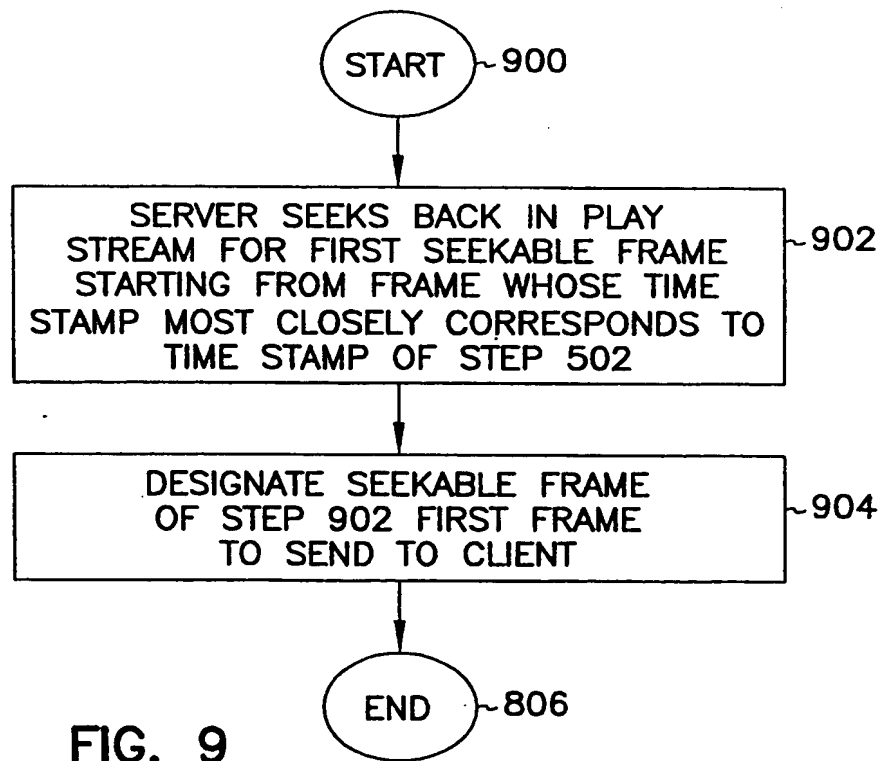 START 900
SERVER SEEKS BACK IN PLAY
STREAM FOR FIRST SEEKABLE FRAME
STARTING FROM FRAME WHOSE TIME
STAMP MOST CLOSELY CORRESPONDS TO
TIME STAMP OF STEP 502
902
DESIGNATE SEEKABLE FRAME
OF STEP 902 FIRST FRAME
TO SEND TO CLIENT
904
END 806
FIG. 9